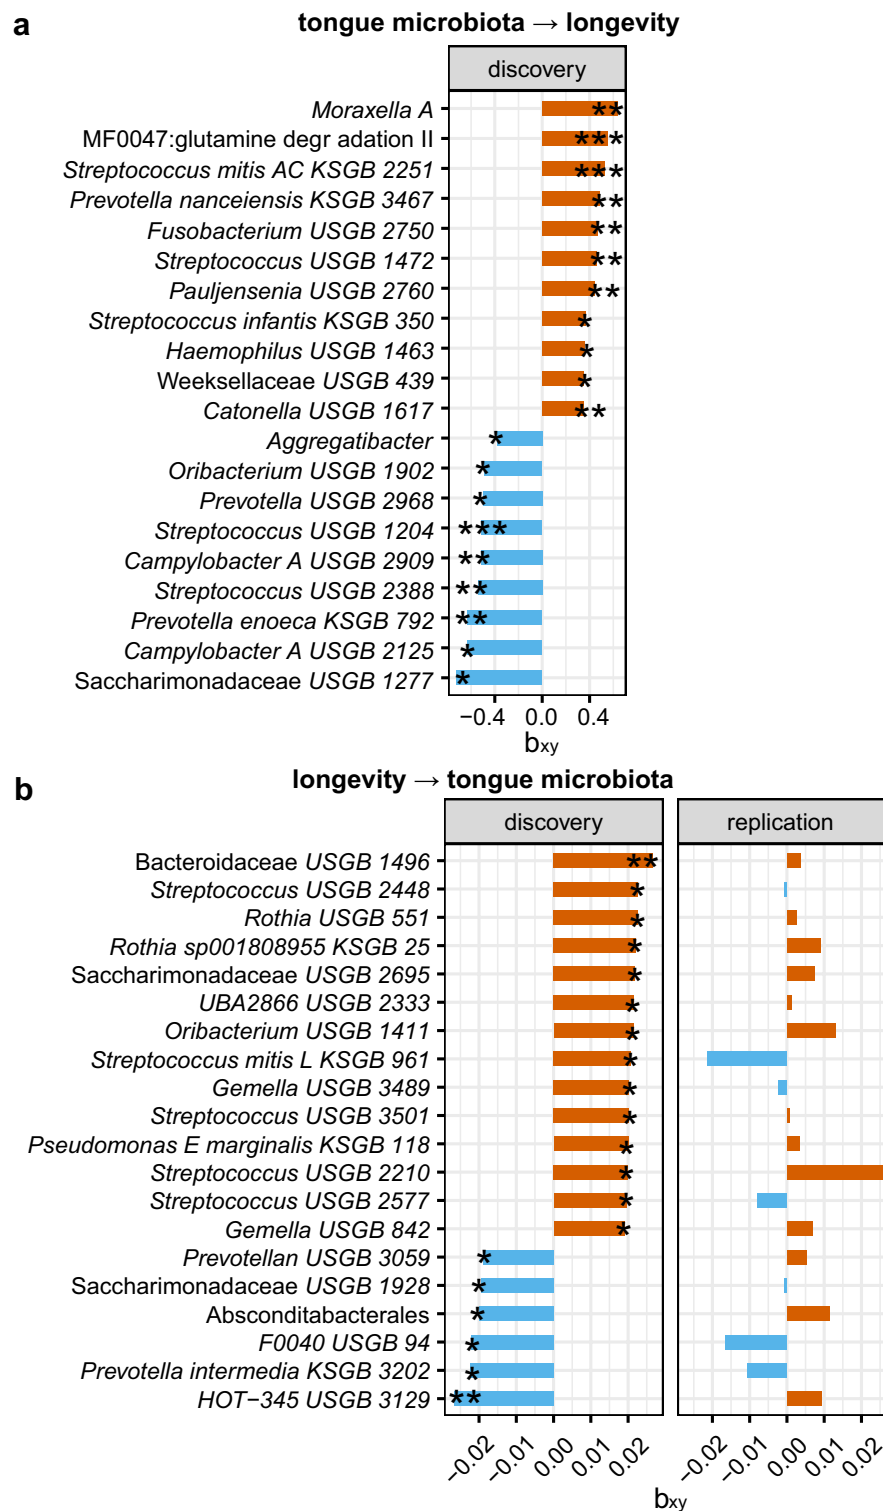 a
tongue microbiota → longevity
discovery
Moraxella A **
MF0047:glutamine degr adation II ***
Streptococcus mitis AC KSGB 2251 ***
Prevotella nanceiensis KSGB 3467 **
Fusobacterium USGB 2750 **
Streptococcus USGB 1472 **
Pauljensenia USGB 2760 **
Streptococcus infantis KSGB 350 *
Haemophilus USGB 1463 *
Weeksellaceae USGB 439 *
Catonella USGB 1617 **
Aggregatibacter *
Oribacterium USGB 1902 *
Prevotella USGB 2968 *
Streptococcus USGB 1204 ***
Campylobacter A USGB 2909 **
Streptococcus USGB 2388 **
Prevotella enoeca KSGB 792 **
Campylobacter A USGB 2125 *
Saccharimonadaceae USGB 1277 *
−0.4 0.0 0.4
bxy
b
longevity → tongue microbiota
discovery replication
Bacteroidaceae USGB 1496 **
Streptococcus USGB 2448 *
Rothia USGB 551 *
Rothia sp001808955 KSGB 25 *
Saccharimonadaceae USGB 2695 *
UBA2866 USGB 2333 *
Oribacterium USGB 1411 *
Streptococcus mitis L KSGB 961 *
Gemella USGB 3489 *
Streptococcus USGB 3501 *
Pseudomonas E marginalis KSGB 118 *
Streptococcus USGB 2210 *
Streptococcus USGB 2577 *
Gemella USGB 842 *
Prevotellan USGB 3059 *
Saccharimonadaceae USGB 1928 *
Absconditabacterales *
F0040 USGB 94 *
Prevotella intermedia KSGB 3202 *
HOT−345 USGB 3129 **
−0.02 −0.01 0.00 0.01 0.02 −0.02 −0.01 0.00 0.01 0.02
bxy